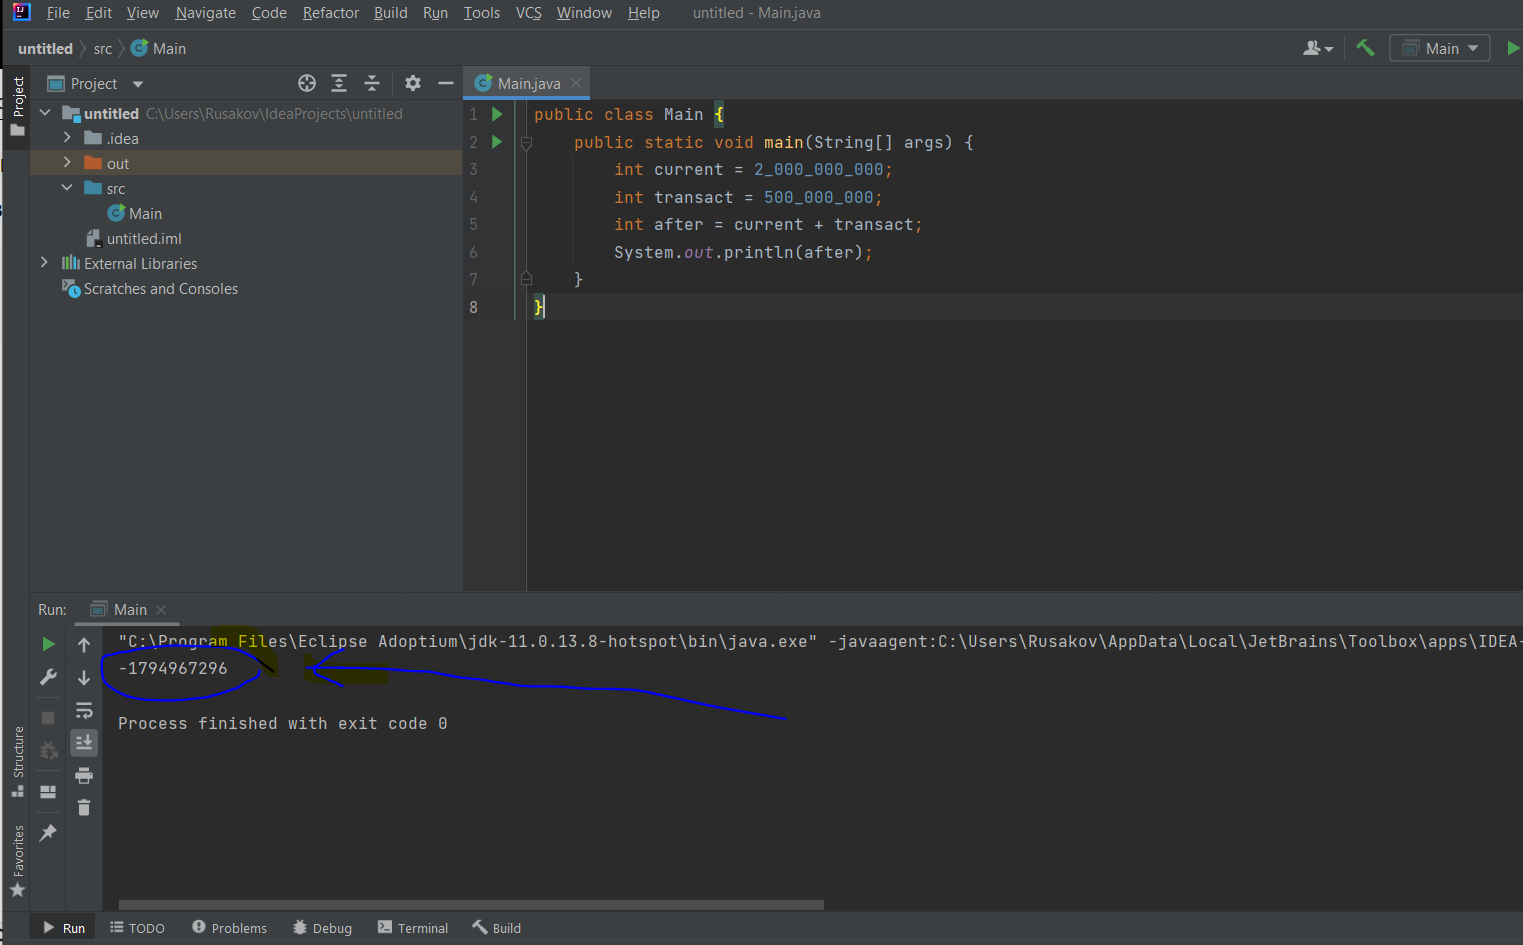 File Edit View Navigate Code Refactor Build Run Tools VCS Window Help untitled - Main.java
untitled src Main
Main
Project
Project
Main.java
untitled C:\Users\Rusakov\IdeaProjects\untitled
.idea
out
src
Main
untitled.iml
External Libraries
Scratches and Consoles
1 public class Main {
2 public static void main(String[] args) {
3 int current = 2_000_000_000;
4 int transact = 500_000_000;
5 int after = current + transact;
6 System.out.println(after);
7 }
8 }
Run: Main
"C:\Program Files\Eclipse Adoptium\jdk-11.0.13.8-hotspot\bin\java.exe" -javaagent:C:\Users\Rusakov\AppData\Local\JetBrains\Toolbox\apps\IDEA-
-1794967296
Process finished with exit code 0
Structure
Favorites
Run TODO Problems Debug Terminal Build